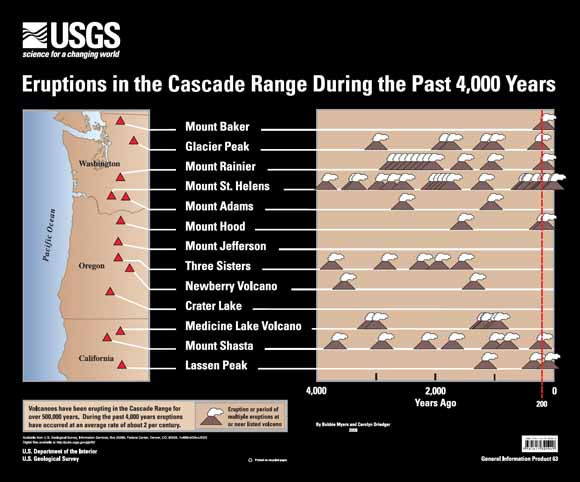 USGS
science for a changing world
Eruptions in the Cascade Range During the Past 4,000 Years
Washington
Pacific Ocean
Oregon
California
Mount Baker
Glacier Peak
Mount Rainier
Mount St. Helens
Mount Adams
Mount Hood
Mount Jefferson
Three Sisters
Newberry Volcano
Crater Lake
Medicine Lake Volcano
Mount Shasta
Lassen Peak
4,000
2,000
0
200
Years Ago
Volcanoes have been erupting in the Cascade Range for
over 500,000 years. During the past 4,000 years eruptions
have occurred at an average rate of about 2 per century.
Eruption or period of
multiple eruptions at
or near listed volcano
By Bobbie Myers and Carolyn Driedger
2008
U.S. Department of the Interior
U.S. Geological Survey
Printed on recycled paper
General Information Product 63